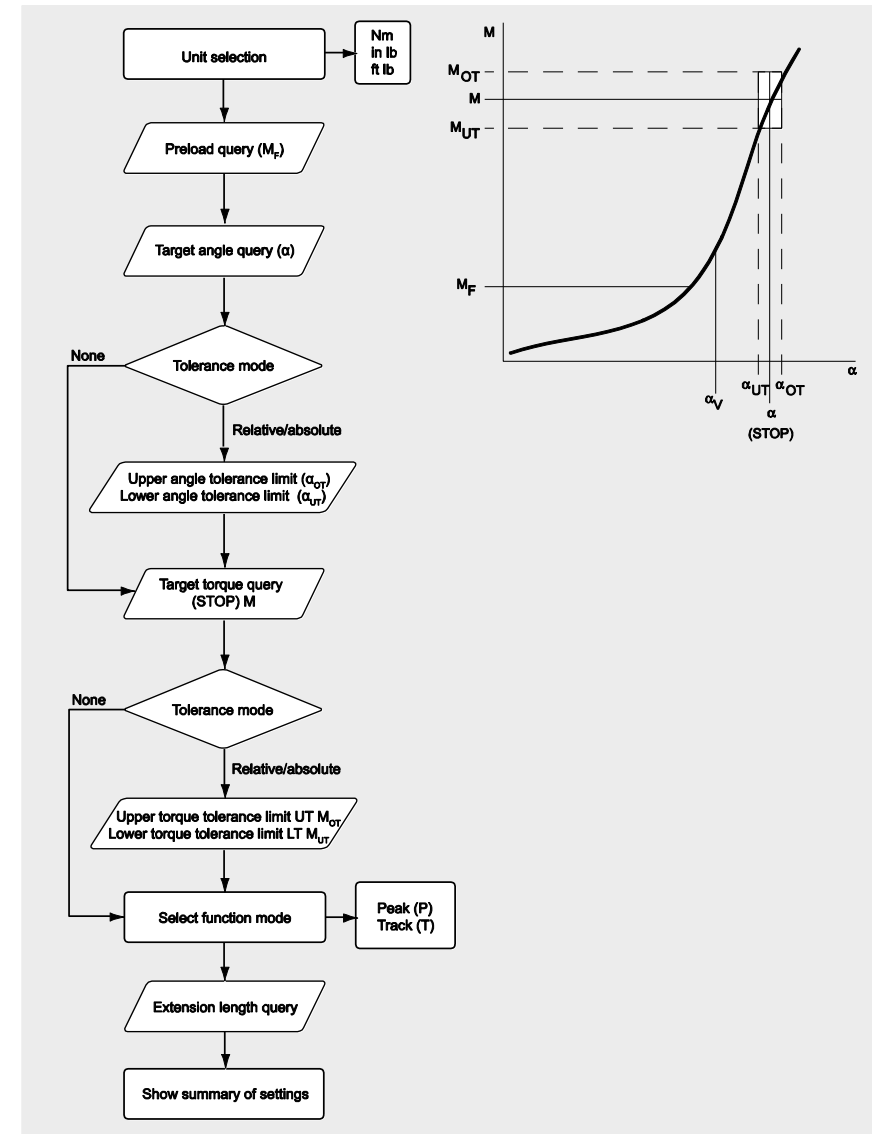 Unit selection
Nm
in lb
ft lb
Preload query (MF)
Target angle query (α)
None
Tolerance mode
Relative/absolute
Upper angle tolerance limit (αOT)
Lower angle tolerance limit (αUT)
Target torque query
(STOP) M
None
Tolerance mode
Relative/absolute
Upper torque tolerance limit UT MOT
Lower torque tolerance limit LT MUT
Select function mode
Peak (P)
Track (T)
Extension length query
Show summary of settings
M
MOT
M
MUT
MF
α
αV
αUT
αOT
α
(STOP)